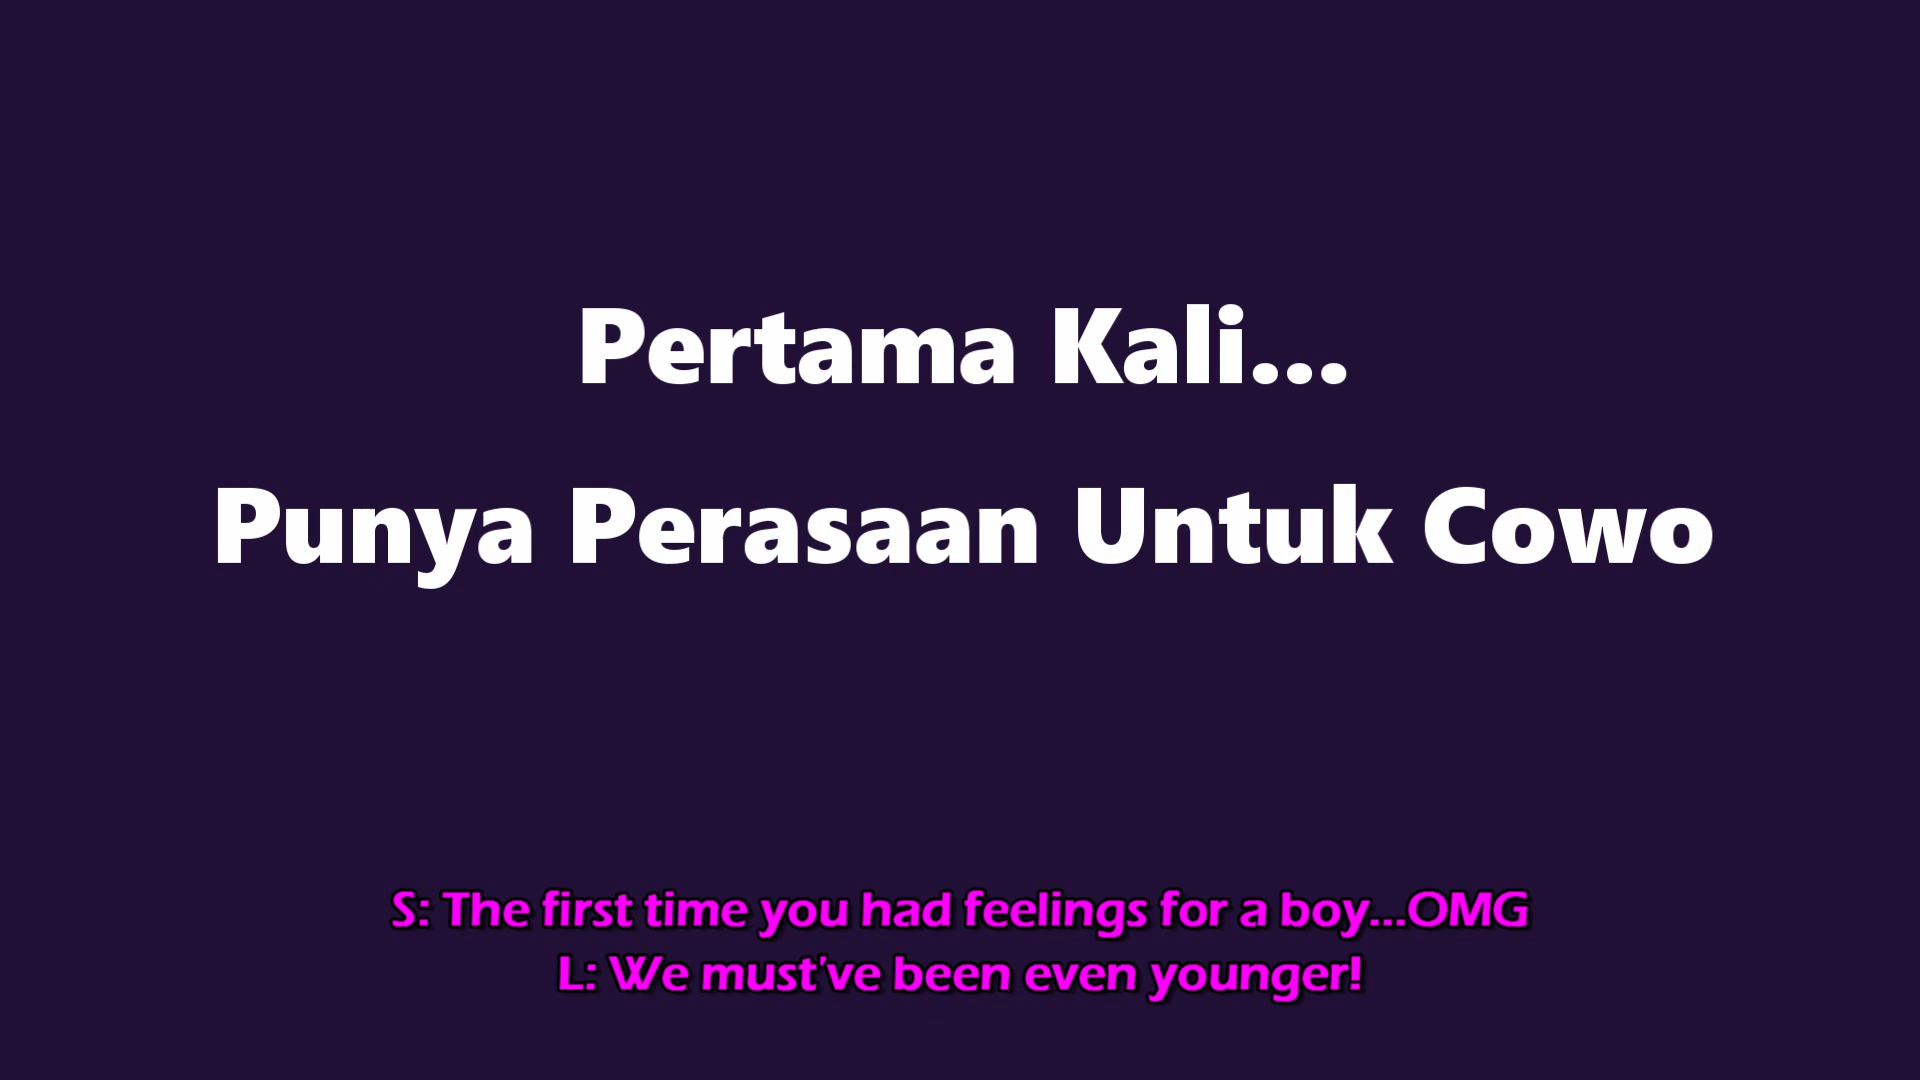 Pertama Kali...
Punya Perasaan Untuk Cowo
S: The first time you had feelings for a boy...OMG
L: We must've been even younger!